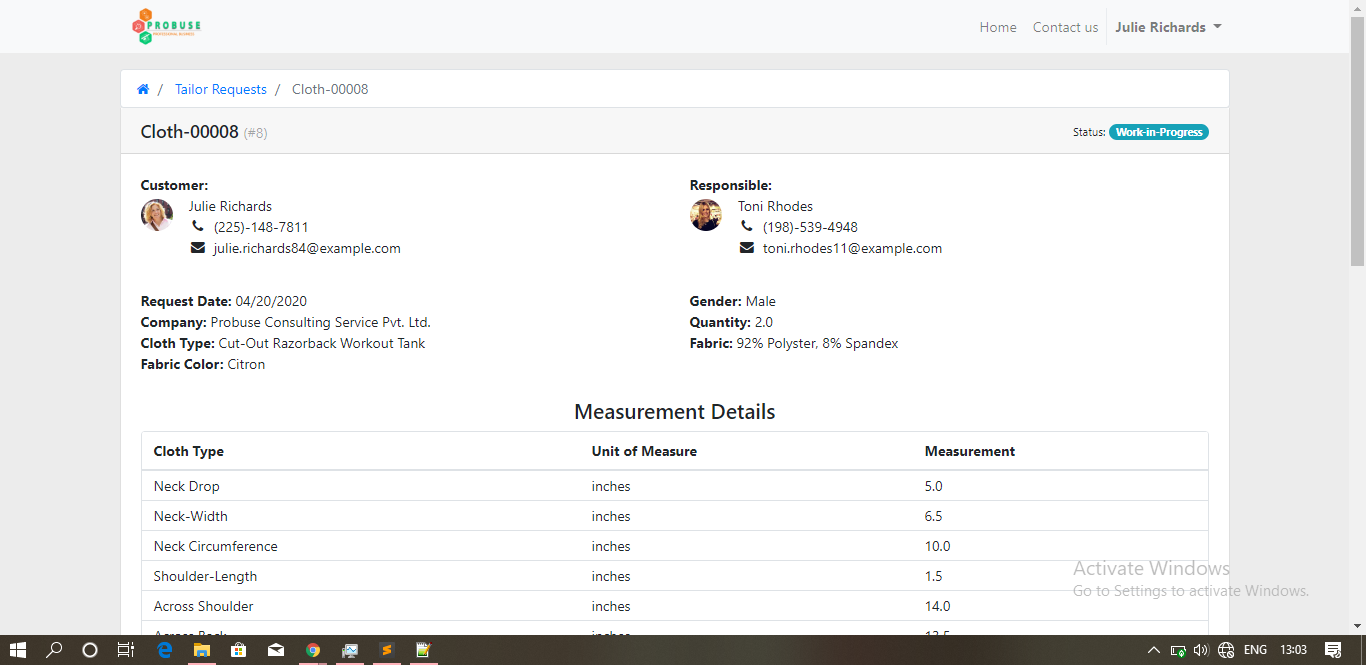 PROBUSE
Home Contact us Julie Richards
/ Tailor Requests / Cloth-00008
Cloth-00008 (#8) Status: Work-in-Progress
Customer: Responsible:
Julie Richards Toni Rhodes
(225)-148-7811 (198)-539-4948
julie.richards84@example.com toni.rhodes11@example.com
Request Date: 04/20/2020 Gender: Male
Company: Probuse Consulting Service Pvt. Ltd. Quantity: 2.0
Cloth Type: Cut-Out Razorback Workout Tank Fabric: 92% Polyster, 8% Spandex
Fabric Color: Citron
Measurement Details
Cloth Type Unit of Measure Measurement
Neck Drop inches 5.0
Neck-Width inches 6.5
Neck Circumference inches 10.0
Shoulder-Length inches 1.5
Activate Windows
Go to Settings to activate Windows.
Across Shoulder inches 14.0
ENG 13:03